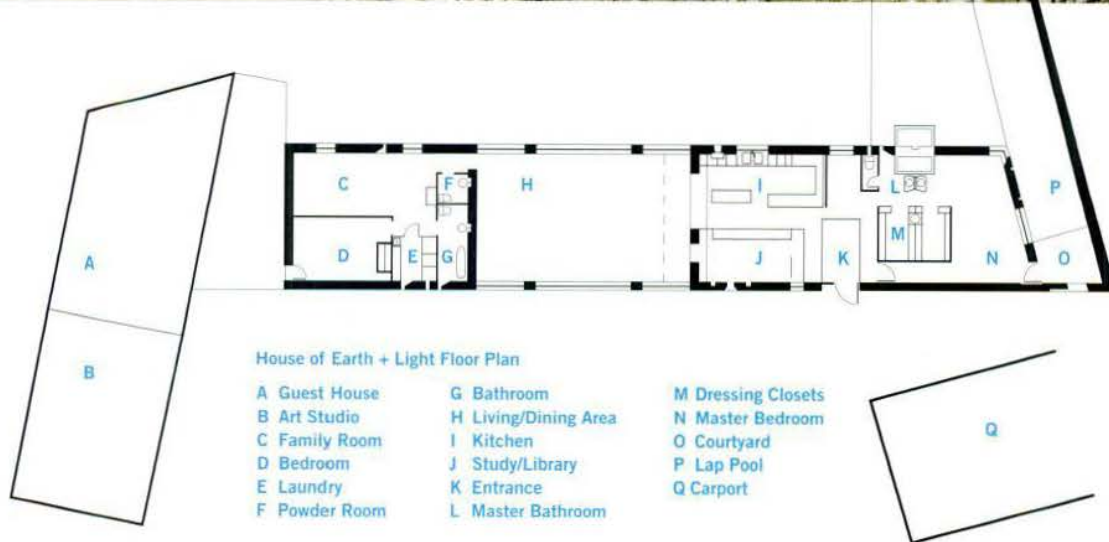 A
B
C
D
E
F
G
H
I
J
K
L
M
N
O
P
Q
House of Earth + Light Floor Plan
A Guest House
B Art Studio
C Family Room
D Bedroom
E Laundry
F Powder Room
G Bathroom
H Living/Dining Area
I Kitchen
J Study/Library
K Entrance
L Master Bathroom
M Dressing Closets
N Master Bedroom
O Courtyard
P Lap Pool
Q Carport